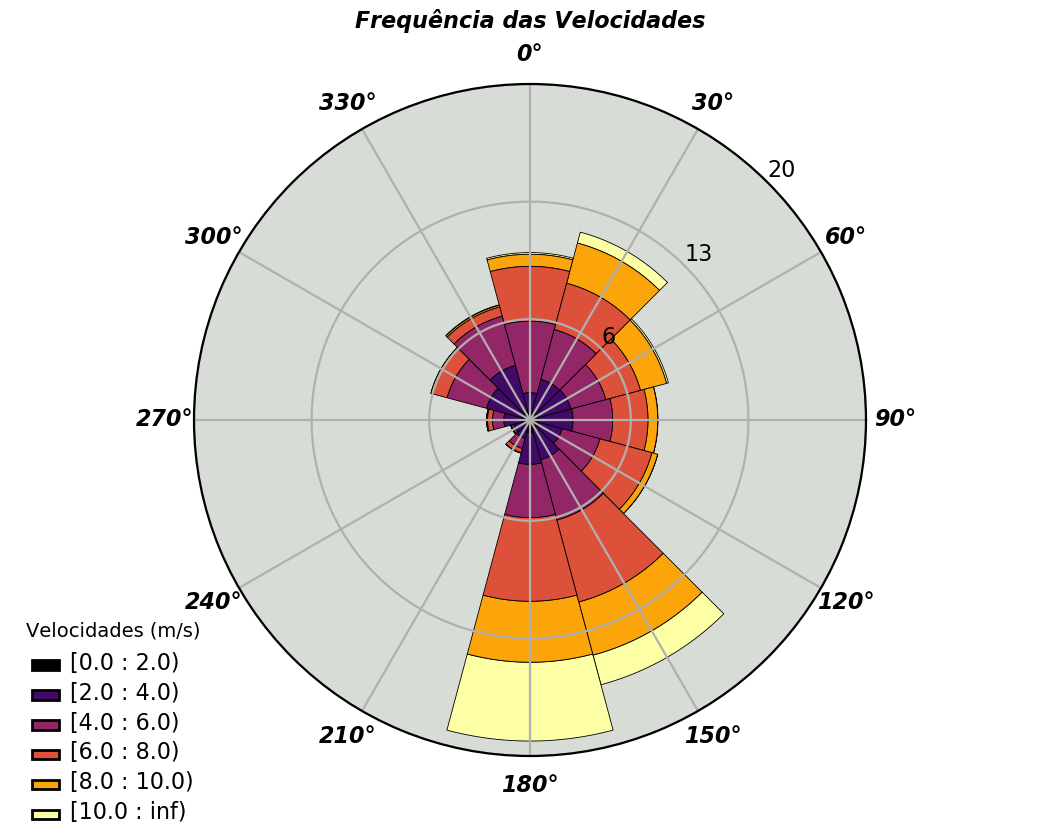 Frequência das Velocidades
0°
330°
30°
20
300°
60°
13
6
270°
90°
240°
120°
Velocidades (m/s)
[0.0 : 2.0)
[2.0 : 4.0)
[4.0 : 6.0)
210°
150°
[6.0 : 8.0)
[8.0 : 10.0)
180°
[10.0 : inf)